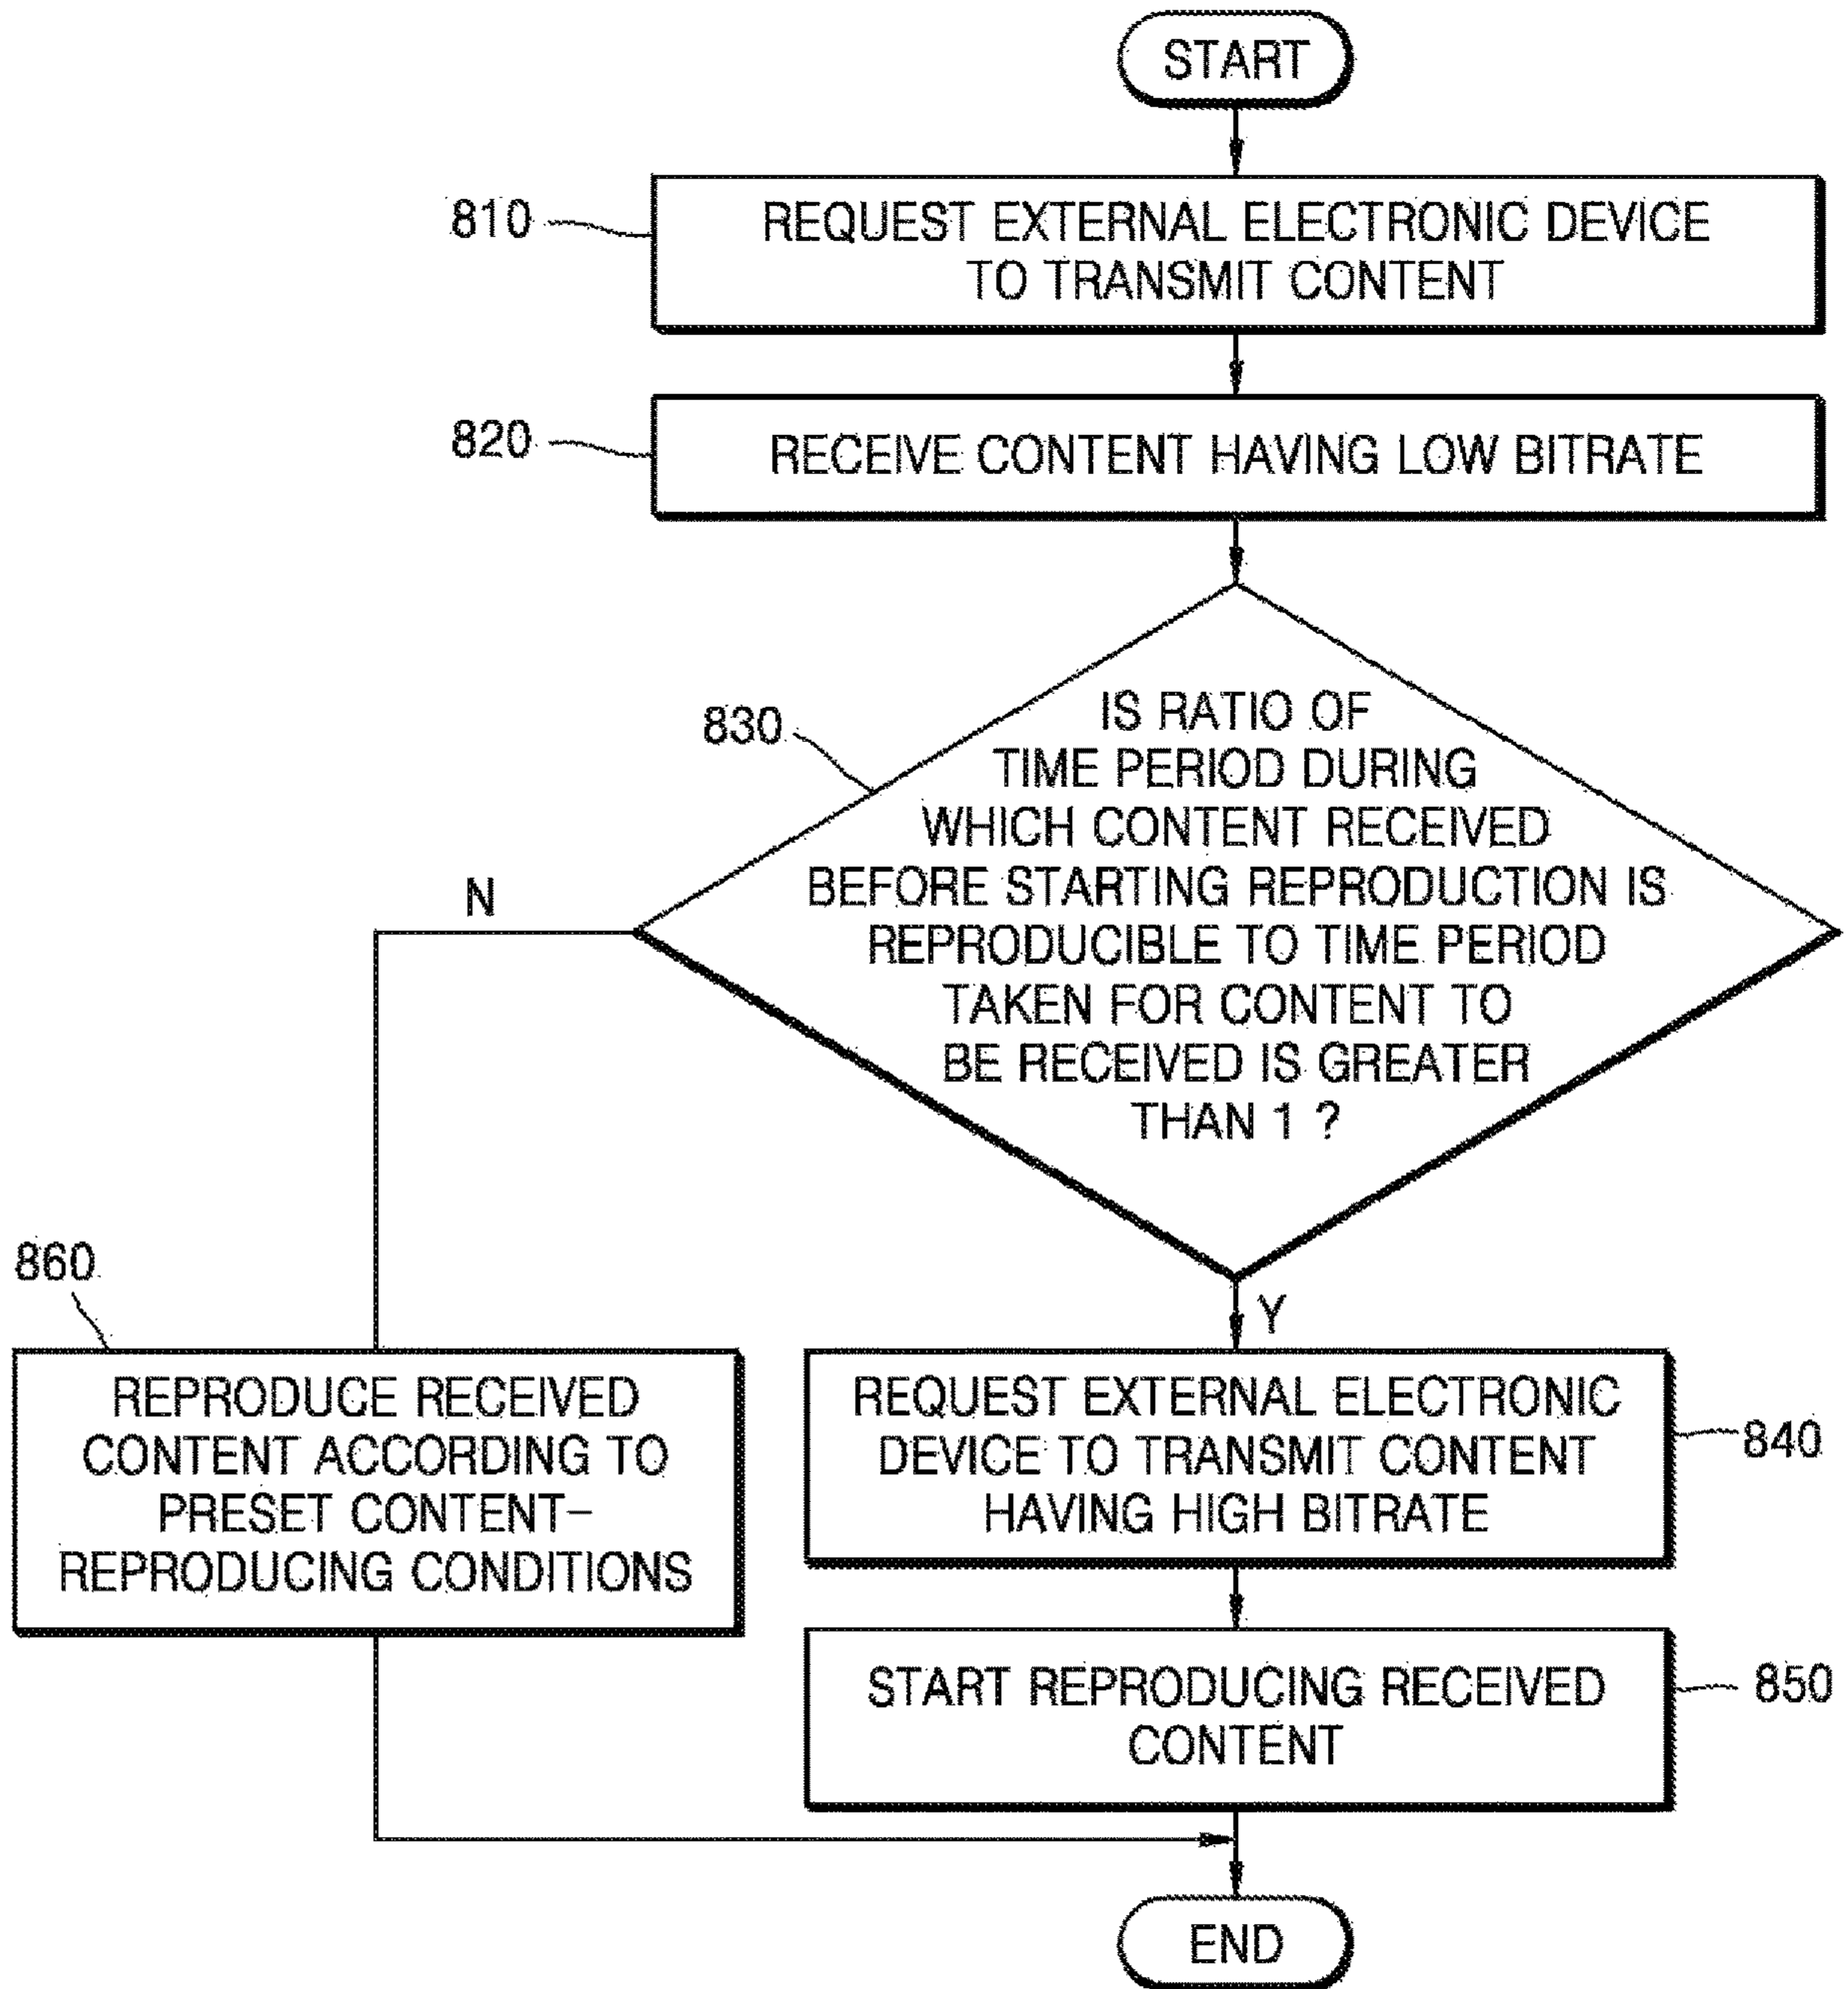 START
810
REQUEST EXTERNAL ELECTRONIC DEVICE
TO TRANSMIT CONTENT
820
RECEIVE CONTENT HAVING LOW BITRATE
830
IS RATIO OF
TIME PERIOD DURING
WHICH CONTENT RECEIVED
BEFORE STARTING REPRODUCTION IS
REPRODUCIBLE TO TIME PERIOD
TAKEN FOR CONTENT TO
BE RECEIVED IS GREATER
THAN 1 ?
N
Y
860
REPRODUCE RECEIVED
CONTENT ACCORDING TO
PRESET CONTENT-
REPRODUCING CONDITIONS
REQUEST EXTERNAL ELECTRONIC
DEVICE TO TRANSMIT CONTENT
HAVING HIGH BITRATE
840
START REPRODUCING RECEIVED
CONTENT
850
END